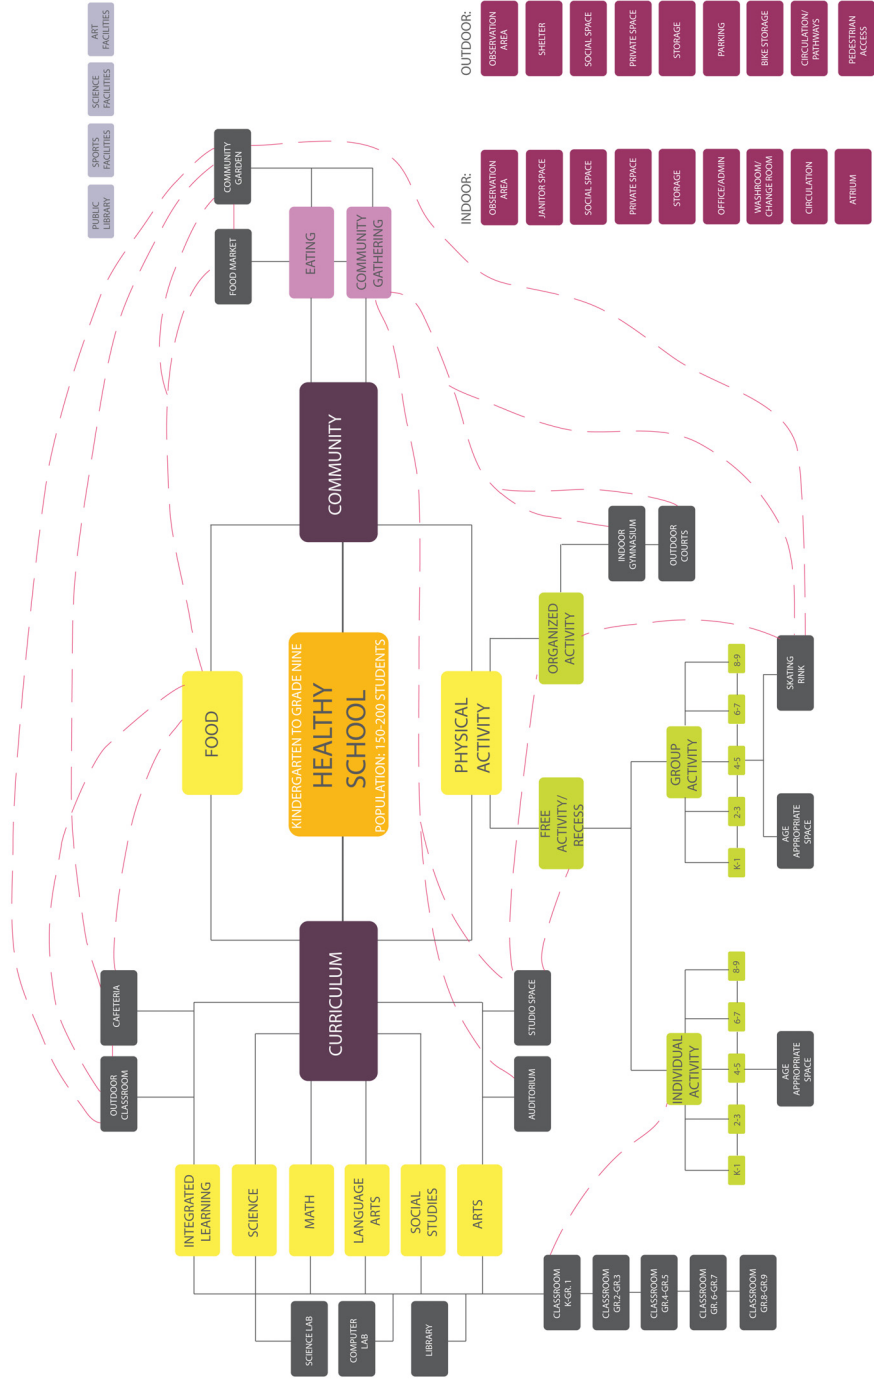 KINDERGARTEN TO GRADE NINE
HEALTHY
SCHOOL
POPULATION: 150-200 STUDENTS
CURRICULUM
COMMUNITY
FOOD
PHYSICAL
ACTIVITY
OUTDOOR
CLASSROOM
CAFETERIA
INTEGRATED
LEARNING
SCIENCE
MATH
LANGUAGE
ARTS
SOCIAL
STUDIES
ARTS
SCIENCE LAB
COMPUTER
LAB
LIBRARY
AUDITORIUM
STUDIO SPACE
CLASSROOM
K-GR. 1
CLASSROOM
GR.2-GR.3
CLASSROOM
GR.4-GR.5
CLASSROOM
GR. 6-GR.7
CLASSROOM
GR.8-GR.9
FREE
ACTIVITY/
RECESS
ORGANIZED
ACTIVITY
INDOOR
GYMNASIUM
OUTDOOR
COURTS
INDIVIDUAL
ACTIVITY
K-1
2-3
4-5
6-7
8-9
AGE
APPROPRIATE
SPACE
GROUP
ACTIVITY
K-1
2-3
4-5
6-7
8-9
AGE
APPROPRIATE
SPACE
SKATING
RINK
FOOD MARKET
COMMUNITY
GARDEN
EATING
COMMUNITY
GATHERING
PUBLIC
LIBRARY
SPORTS
FACILITIES
SCIENCE
FACILITIES
ART
FACILITIES
INDOOR:
OBSERVATION
AREA
JANITOR SPACE
SOCIAL SPACE
PRIVATE SPACE
STORAGE
OFFICE/ADMIN
WASHROOM/
CHANGE ROOM
CIRCULATION
ATRIUM
OUTDOOR:
OBSERVATION
AREA
SHELTER
SOCIAL SPACE
PRIVATE SPACE
STORAGE
PARKING
BIKE STORAGE
CIRCULATION/
PATHWAYS
PEDESTRIAN
ACCESS